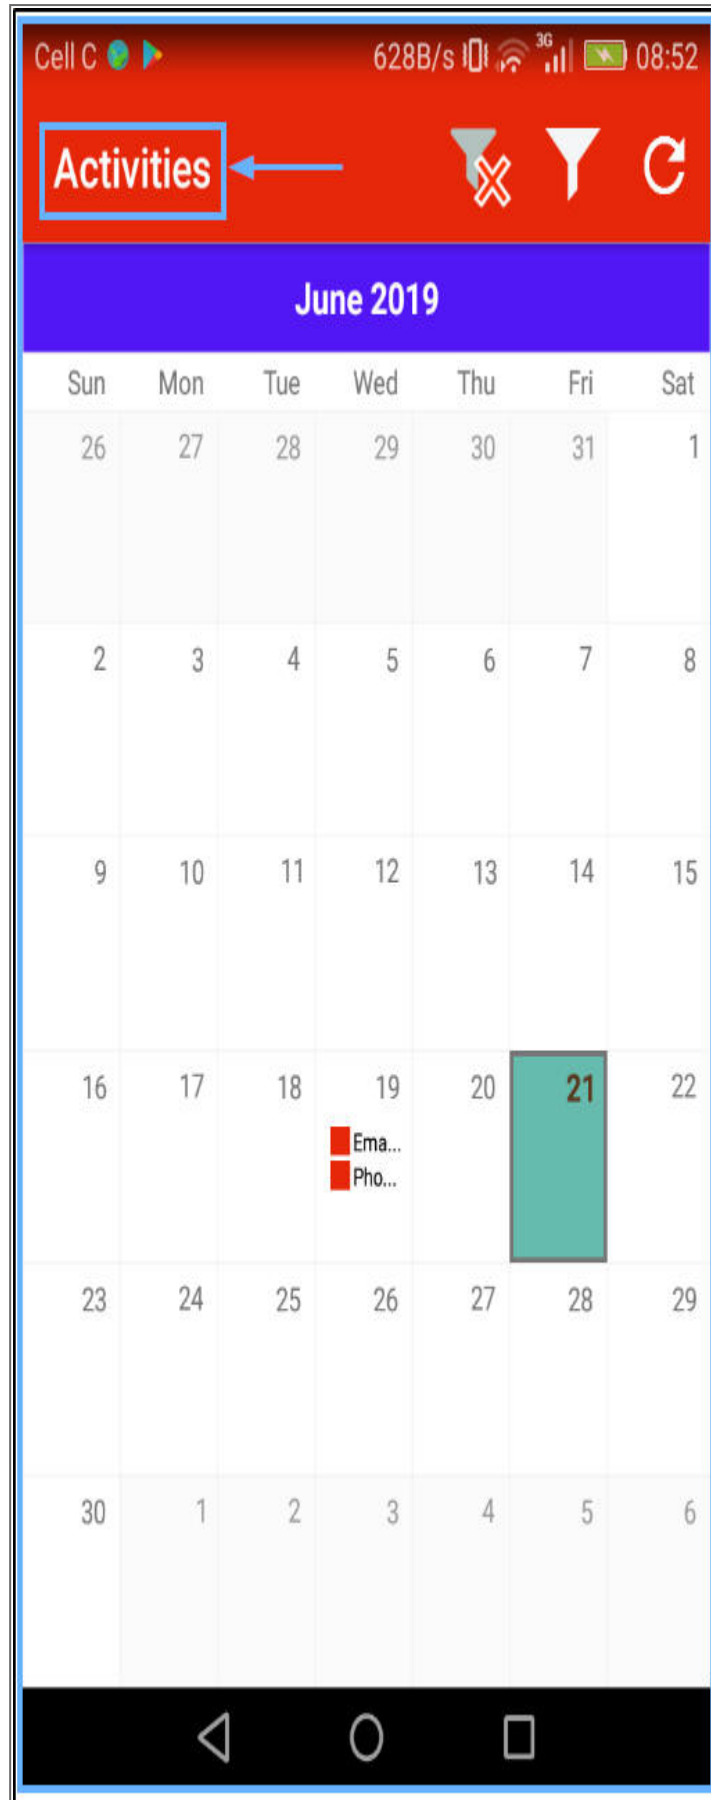 Cell C 628B/s 3G 08:52
Activities
June 2019
Sun Mon Tue Wed Thu Fri Sat
26 27 28 29 30 31 1
2 3 4 5 6 7 8
9 10 11 12 13 14 15
16 17 18 19 20 21 22
Ema...
Pho...
23 24 25 26 27 28 29
30 1 2 3 4 5 6